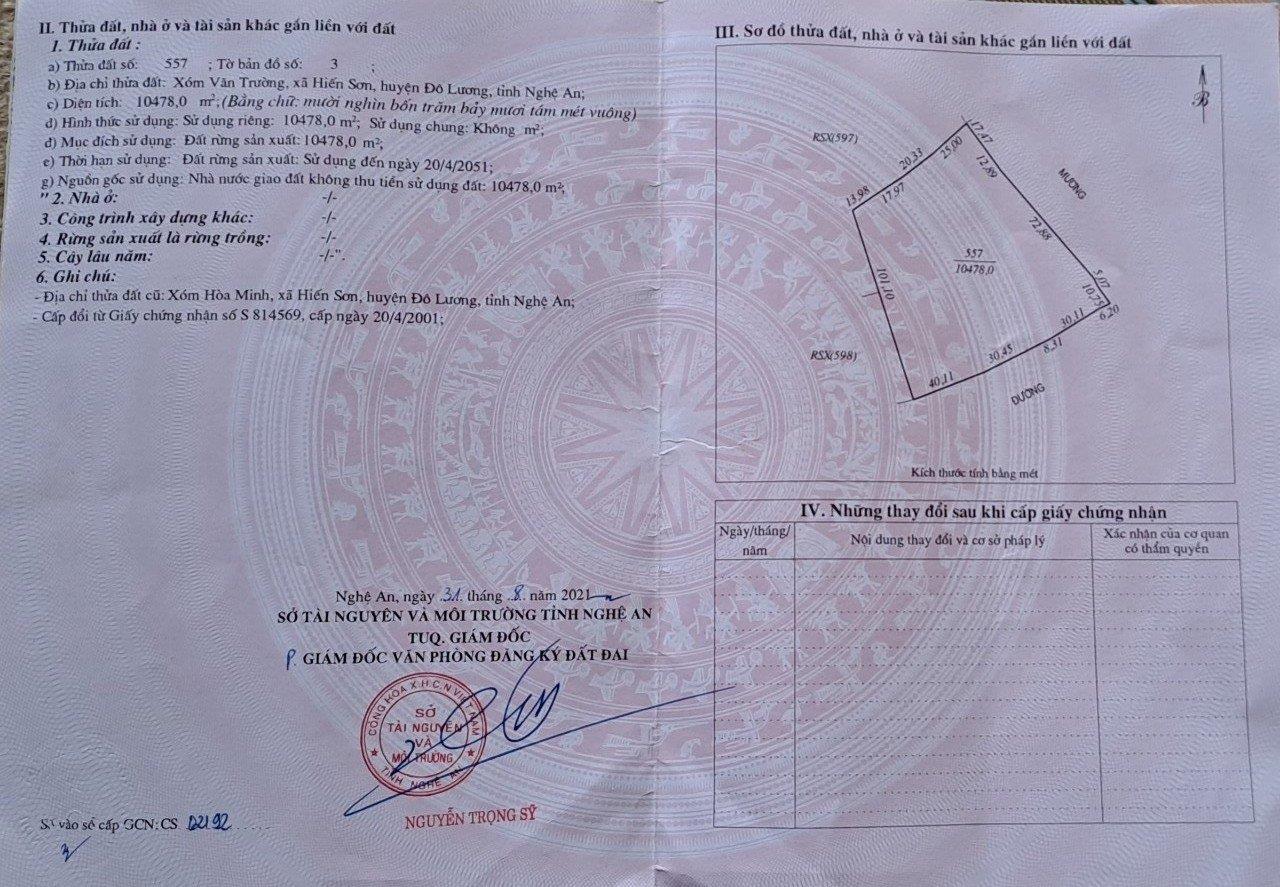 II. Thửa đất, nhà ở và tài sản khác gắn liền với đất
1. Thửa đất :
a) Thửa đất số: 557 ; Tờ bản đồ số: 3 ;
b) Địa chỉ thửa đất: Xóm Văn Trường, xã Hiến Sơn, huyện Đô Lương, tỉnh Nghệ An;
c) Diện tích: 10478,0 m²;(Bằng chữ: mười nghìn bốn trăm bảy mươi tám mét vuông)
d) Hình thức sử dụng: Sử dụng riêng: 10478,0 m²; Sử dụng chung: Không m²;
đ) Mục đích sử dụng: Đất rừng sản xuất: 10478,0 m²;
e) Thời hạn sử dụng: Đất rừng sản xuất: Sử dụng đến ngày 20/4/2051;
g) Nguồn gốc sử dụng: Nhà nước giao đất không thu tiền sử dụng đất: 10478,0 m²;
" 2. Nhà ở: -/-
3. Công trình xây dựng khác: -/-
4. Rừng sản xuất là rừng trồng: -/-
5. Cây lâu năm: -/-".
6. Ghi chú:
- Địa chỉ thửa đất cũ: Xóm Hòa Minh, xã Hiến Sơn, huyện Đô Lương, tỉnh Nghệ An;
- Cấp đổi từ Giấy chứng nhận số S 814569, cấp ngày 20/4/2001;
Nghệ An, ngày 31 tháng 8 năm 2021
SỞ TÀI NGUYÊN VÀ MÔI TRƯỜNG TỈNH NGHỆ AN
TUQ. GIÁM ĐỐC
P. GIÁM ĐỐC VĂN PHÒNG ĐĂNG KÝ ĐẤT ĐAI
CỘNG HÒA X.H.C.N VIỆT NAM
SỞ
TÀI NGUYÊN
VÀ
MÔI TRƯỜNG
TỈNH NGHỆ AN
NGUYỄN TRỌNG SỸ
Số vào sổ cấp GCN: CS 02192
III. Sơ đồ thửa đất, nhà ở và tài sản khác gắn liền với đất
B
RSX(597)
17,47
25,00
20,33
12,89
MƯƠNG
13,98
17,97
72,88
557
10478,0
101,10
5,07
10,75
6,20
30,11
8,31
RSX(598)
30,45
40,11
ĐƯỜNG
Kích thước tính bằng mét
IV. Những thay đổi sau khi cấp giấy chứng nhận
Ngày/tháng/
năm
Nội dung thay đổi và cơ sở pháp lý
Xác nhận của cơ quan
có thẩm quyền